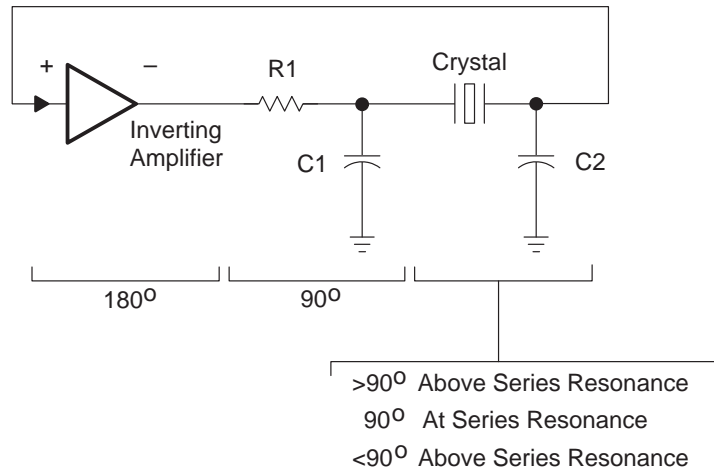 + –
R1
Crystal
Inverting
Amplifier
C1
C2
180º
90º
>90º Above Series Resonance
90º At Series Resonance
<90º Above Series Resonance